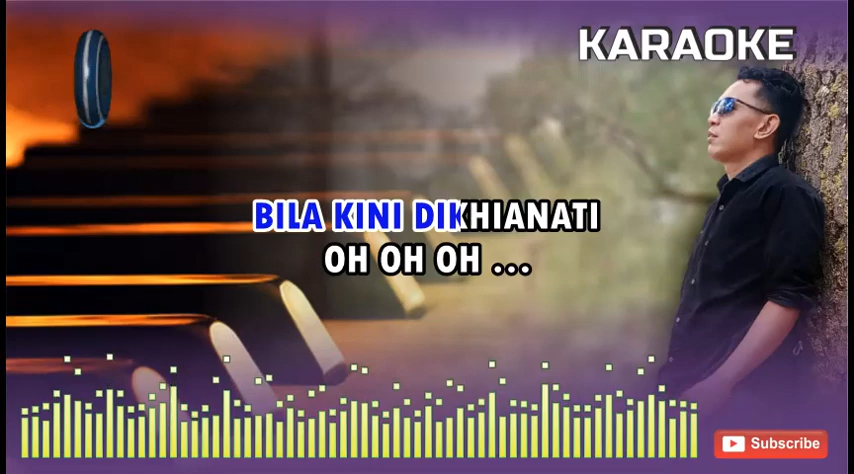 KARAOKE
BILA KINI DIKHIANATI
OH OH OH ...
Subscribe